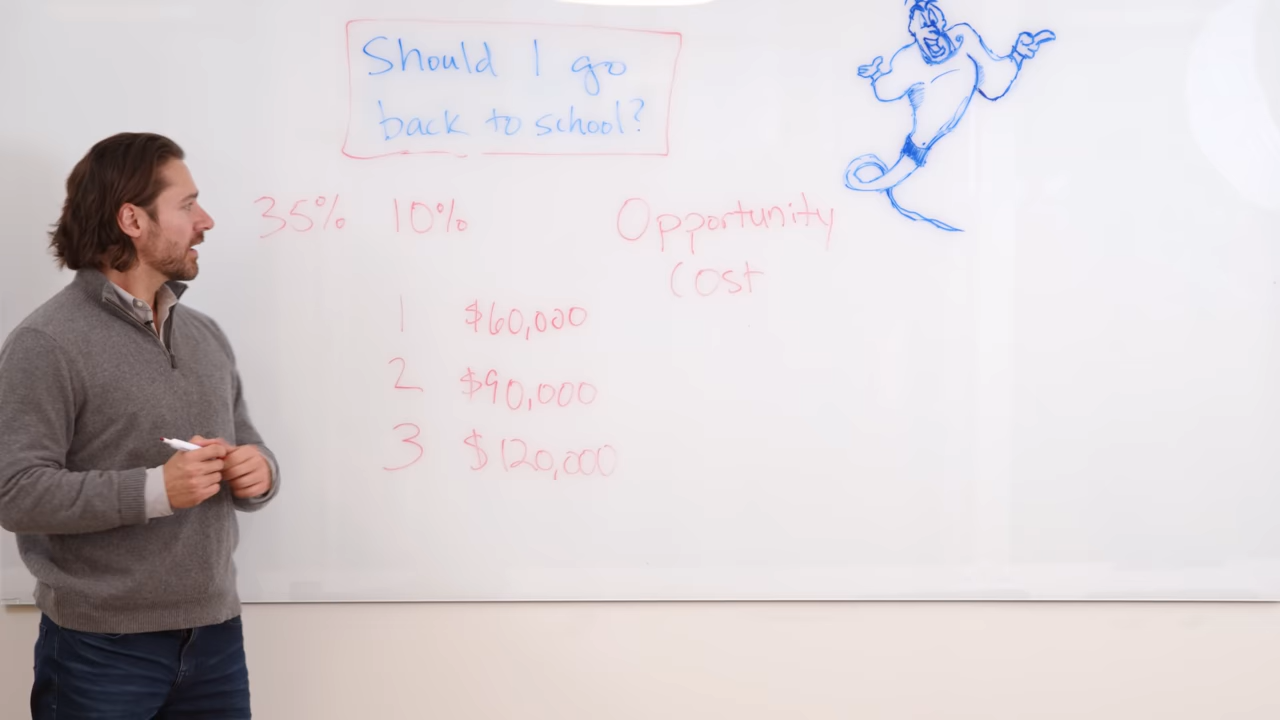 Should I go
back to school?
35% 10%
Opportunity
Cost
1 $60,000
2 $90,000
3 $120,000